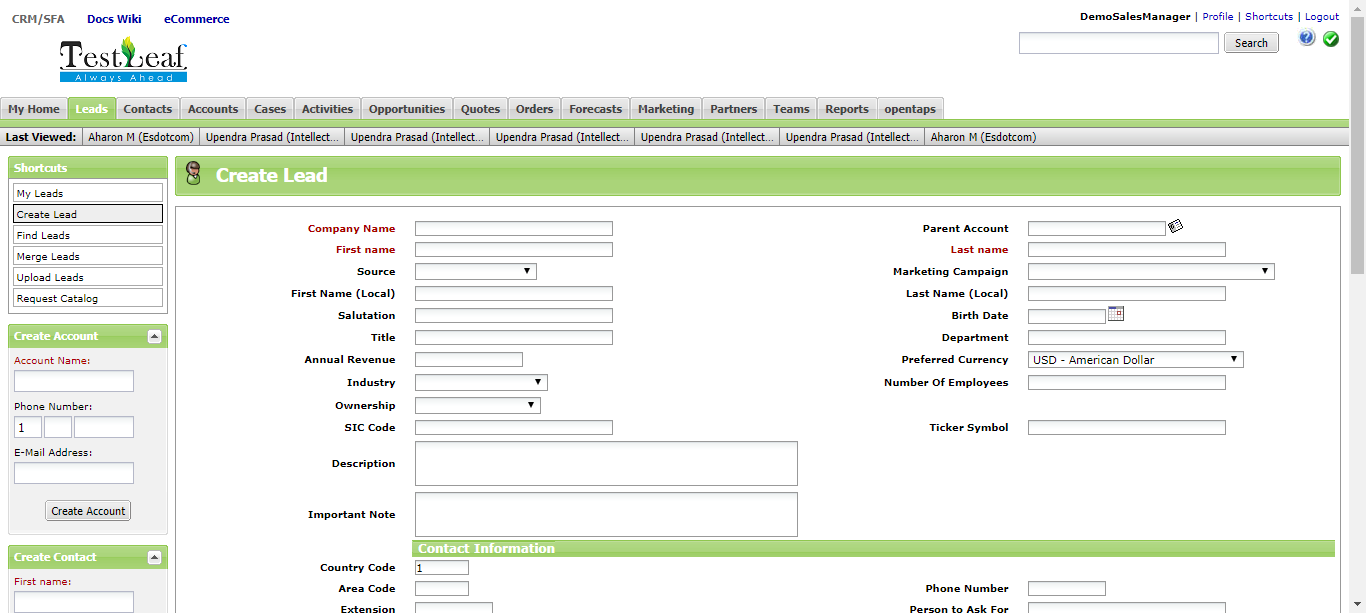 CRM/SFA Docs Wiki eCommerce
DemoSalesManager | Profile | Shortcuts | Logout
TestLeaf
Always Ahead
Search
My Home Leads Contacts Accounts Cases Activities Opportunities Quotes Orders Forecasts Marketing Partners Teams Reports opentaps
Last Viewed: Aharon M (Esdotcom) Upendra Prasad (Intellect... Upendra Prasad (Intellect... Upendra Prasad (Intellect... Upendra Prasad (Intellect... Upendra Prasad (Intellect... Aharon M (Esdotcom)
Shortcuts
My Leads
Create Lead
Find Leads
Merge Leads
Upload Leads
Request Catalog
Create Account
Account Name:
Phone Number:
1
E-Mail Address:
Create Account
Create Contact
First name:
Create Lead
Company Name Parent Account
First name Last name
Source Marketing Campaign
First Name (Local) Last Name (Local)
Salutation Birth Date
Title Department
Annual Revenue Preferred Currency USD - American Dollar
Industry Number Of Employees
Ownership
SIC Code Ticker Symbol
Description
Important Note
Contact Information
Country Code 1
Area Code Phone Number
Extension Person to Ask For